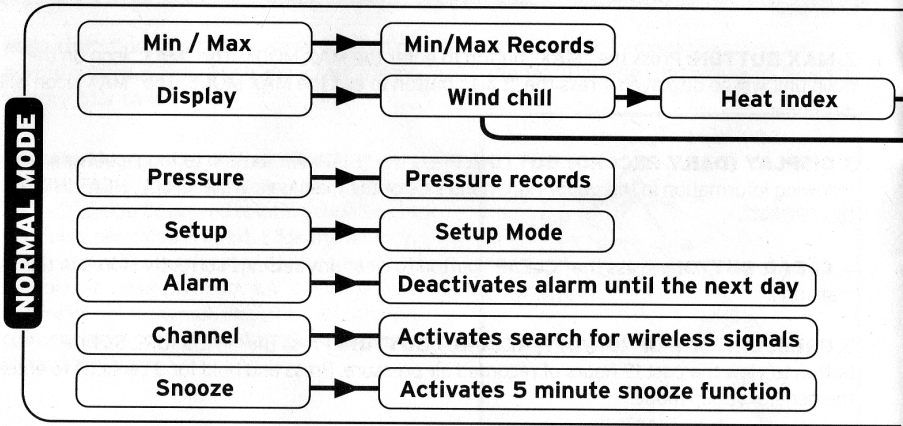 NORMAL MODE
Min / Max Min/Max Records
Display Wind chill Heat index
Pressure Pressure records
Setup Setup Mode
Alarm Deactivates alarm until the next day
Channel Activates search for wireless signals
Snooze Activates 5 minute snooze function